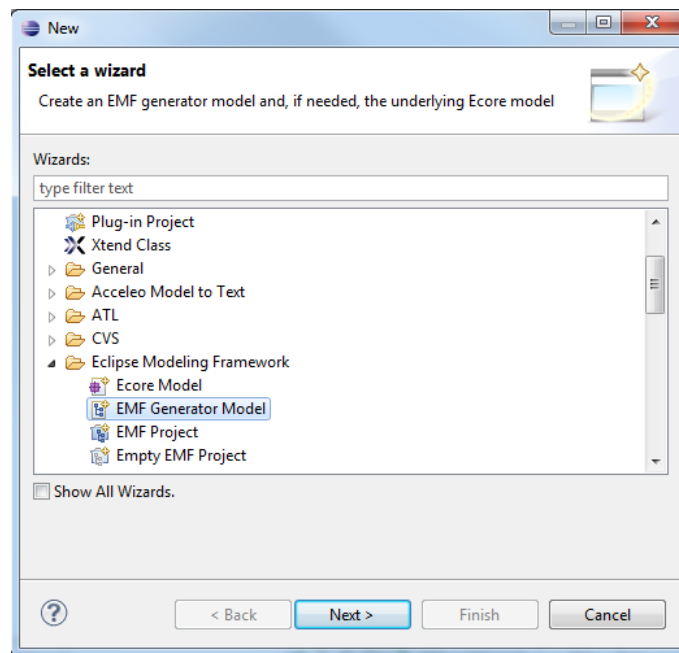 New
Select a wizard
Create an EMF generator model and, if needed, the underlying Ecore model
Wizards:
type filter text
Plug-in Project
Xtend Class
General
Acceleo Model to Text
ATL
CVS
Eclipse Modeling Framework
Ecore Model
EMF Generator Model
EMF Project
Empty EMF Project
Show All Wizards.
? < Back Next > Finish Cancel